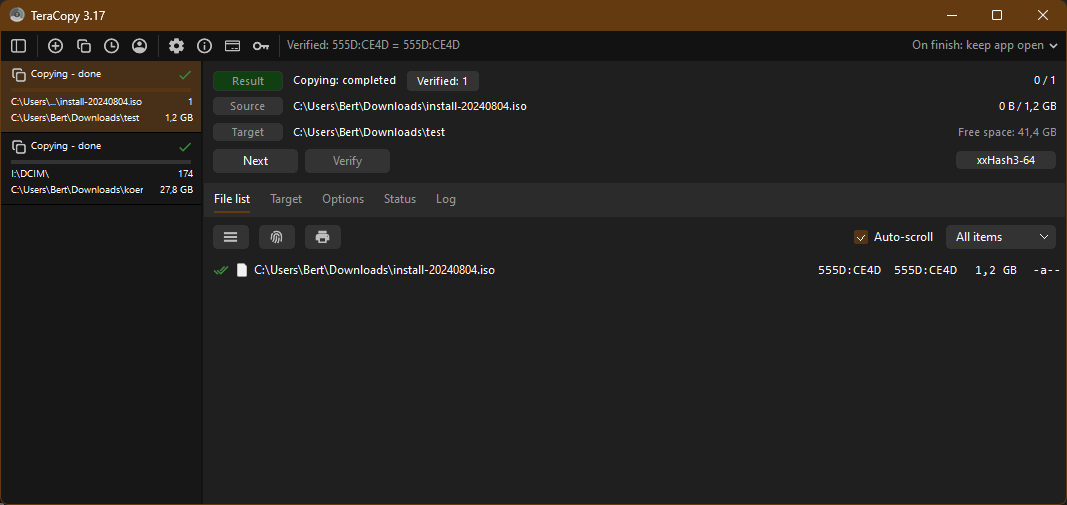 TeraCopy 3.17
Verified: 555D:CE4D = 555D:CE4D
On finish: keep app open
Copying - done
C:\Users\...\install-20240804.iso 1
C:\Users\Bert\Downloads\test 1,2 GB
Copying - done
I:\DCIM\ 174
C:\Users\Bert\Downloads\koer 27,8 GB
Result Copying: completed Verified: 1 0 / 1
Source C:\Users\Bert\Downloads\install-20240804.iso 0 B / 1,2 GB
Target C:\Users\Bert\Downloads\test Free space: 41,4 GB
Next Verify xxHash3-64
File list Target Options Status Log
Auto-scroll All items
C:\Users\Bert\Downloads\install-20240804.iso 555D:CE4D 555D:CE4D 1,2 GB -a--